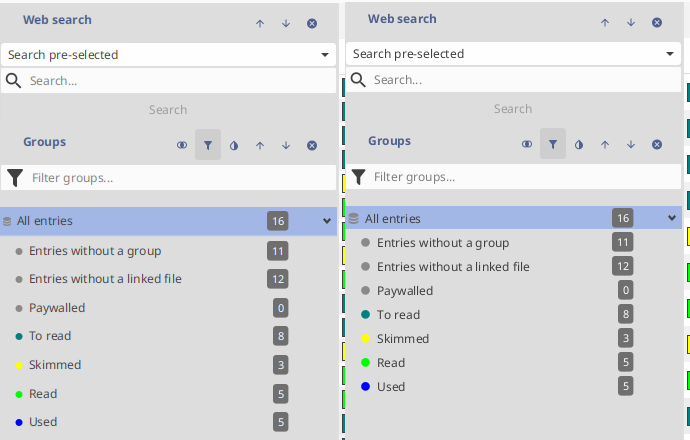 Web search
Search pre-selected
Search...
Search
Groups
Filter groups...
All entries 16
Entries without a group 11
Entries without a linked file 12
Paywalled 0
To read 8
Skimmed 3
Read 5
Used 5
Web search
Search pre-selected
Search...
Search
Groups
Filter groups...
All entries 16
Entries without a group 11
Entries without a linked file 12
Paywalled 0
To read 8
Skimmed 3
Read 5
Used 5